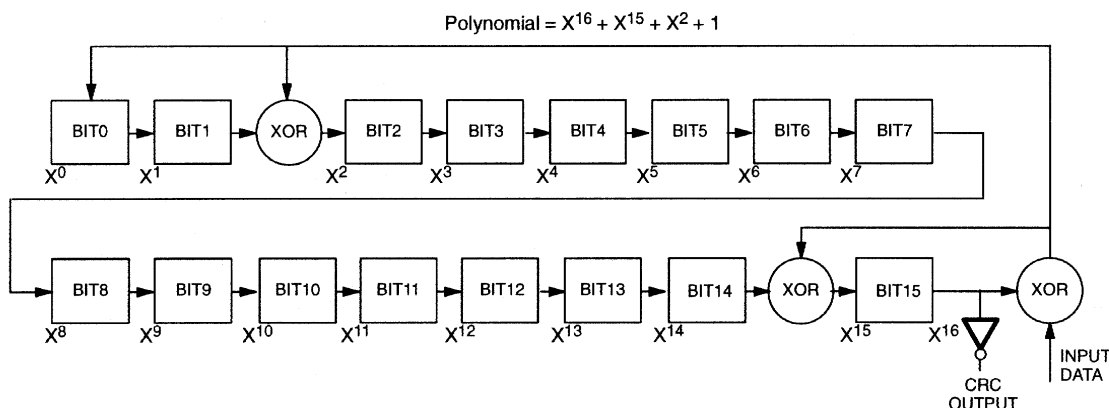 Polynomial = X16 + X15 + X2 + 1
BIT0 BIT1 XOR BIT2 BIT3 BIT4 BIT5 BIT6 BIT7
X0 X1 X2 X3 X4 X5 X6 X7
BIT8 BIT9 BIT10 BIT11 BIT12 BIT13 BIT14 XOR BIT15 XOR
X8 X9 X10 X11 X12 X13 X14 X15 X16
INPUT
DATA
CRC
OUTPUT